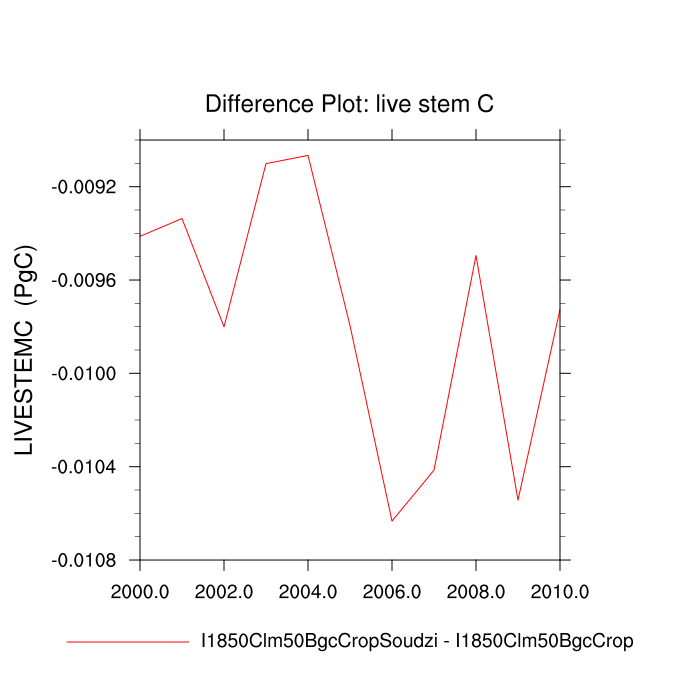 Difference Plot: live stem C
LIVESTEMC (PgC)
-0.0092
-0.0096
-0.0100
-0.0104
-0.0108
2000.0 2002.0 2004.0 2006.0 2008.0 2010.0
I1850Clm50BgcCropSoudzi - I1850Clm50BgcCrop